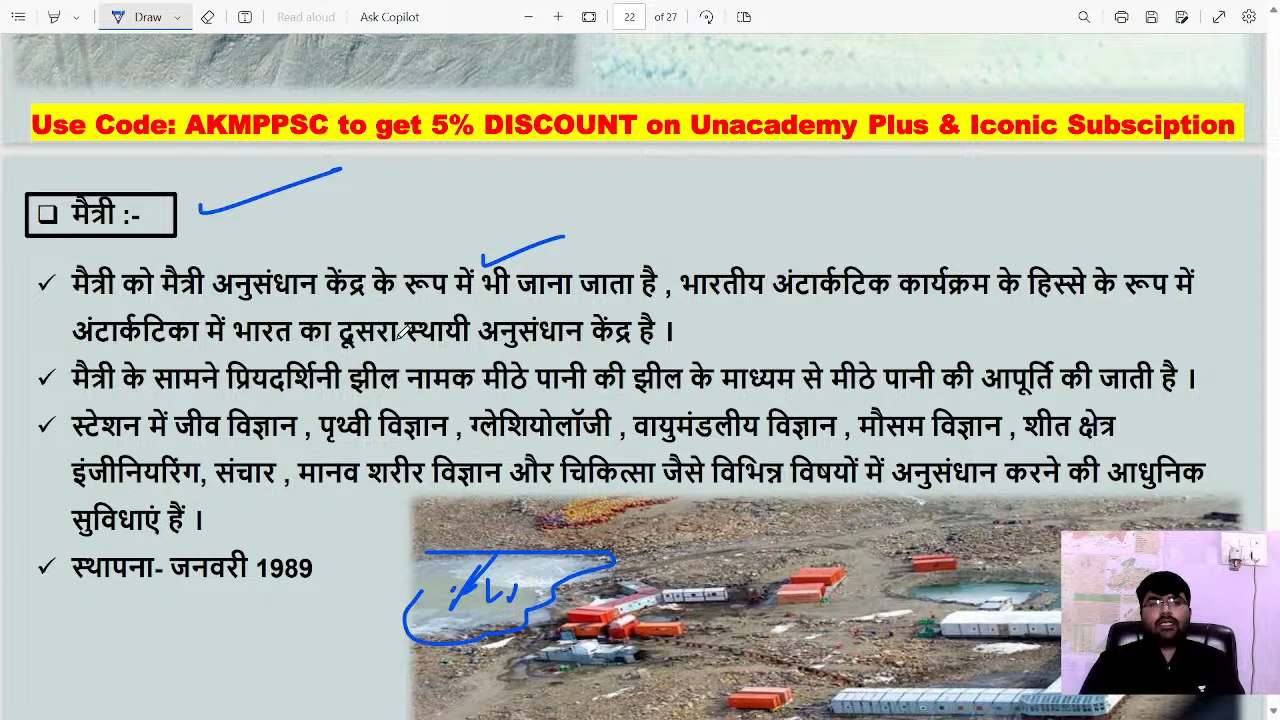 Draw
Read aloud
Ask Copilot
22
of 27
Use Code: AKMPPSC to get 5% DISCOUNT on Unacademy Plus & Iconic Subsciption
मैत्री :-
मैत्री को मैत्री अनुसंधान केंद्र के रूप में भी जाना जाता है , भारतीय अंटार्कटिक कार्यक्रम के हिस्से के रूप में
अंटार्कटिका में भारत का दूसरा स्थायी अनुसंधान केंद्र है ।
मैत्री के सामने प्रियदर्शिनी झील नामक मीठे पानी की झील के माध्यम से मीठे पानी की आपूर्ति की जाती है ।
स्टेशन में जीव विज्ञान , पृथ्वी विज्ञान , ग्लेशियोलॉजी , वायुमंडलीय विज्ञान , मौसम विज्ञान , शीत क्षेत्र
इंजीनियरिंग, संचार , मानव शरीर विज्ञान और चिकित्सा जैसे विभिन्न विषयों में अनुसंधान करने की आधुनिक
सुविधाएं हैं ।
स्थापना- जनवरी 1989